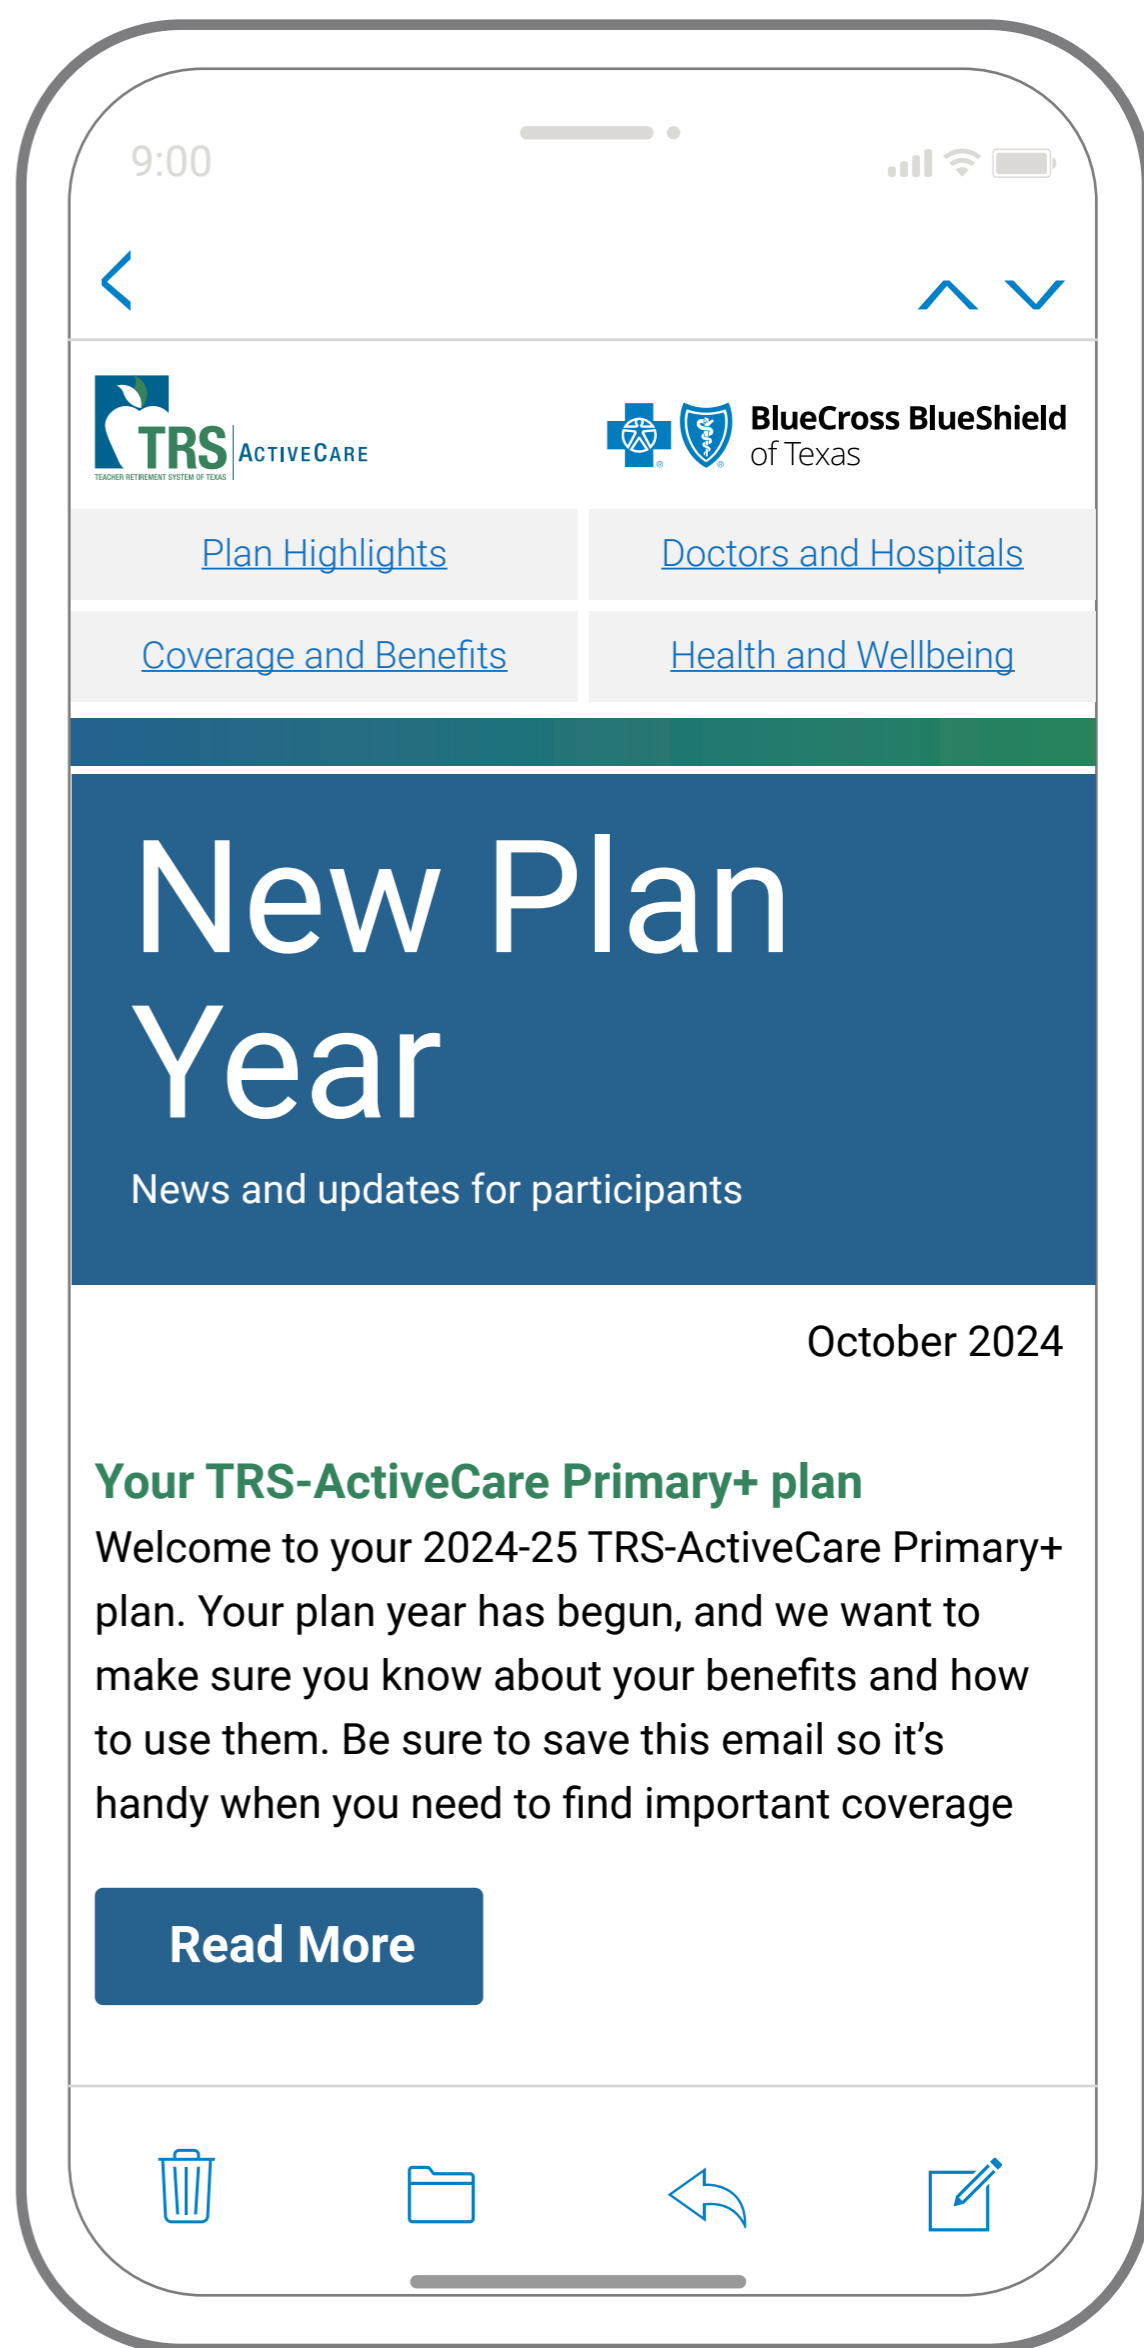 9:00
TRS ACTIVECARE
TEACHER RETIREMENT SYSTEM OF TEXAS
BlueCross BlueShield
of Texas
Plan Highlights
Doctors and Hospitals
Coverage and Benefits
Health and Wellbeing
New Plan
Year
News and updates for participants
October 2024
Your TRS-ActiveCare Primary+ plan
Welcome to your 2024-25 TRS-ActiveCare Primary+
plan. Your plan year has begun, and we want to
make sure you know about your benefits and how
to use them. Be sure to save this email so it’s
handy when you need to find important coverage
Read More